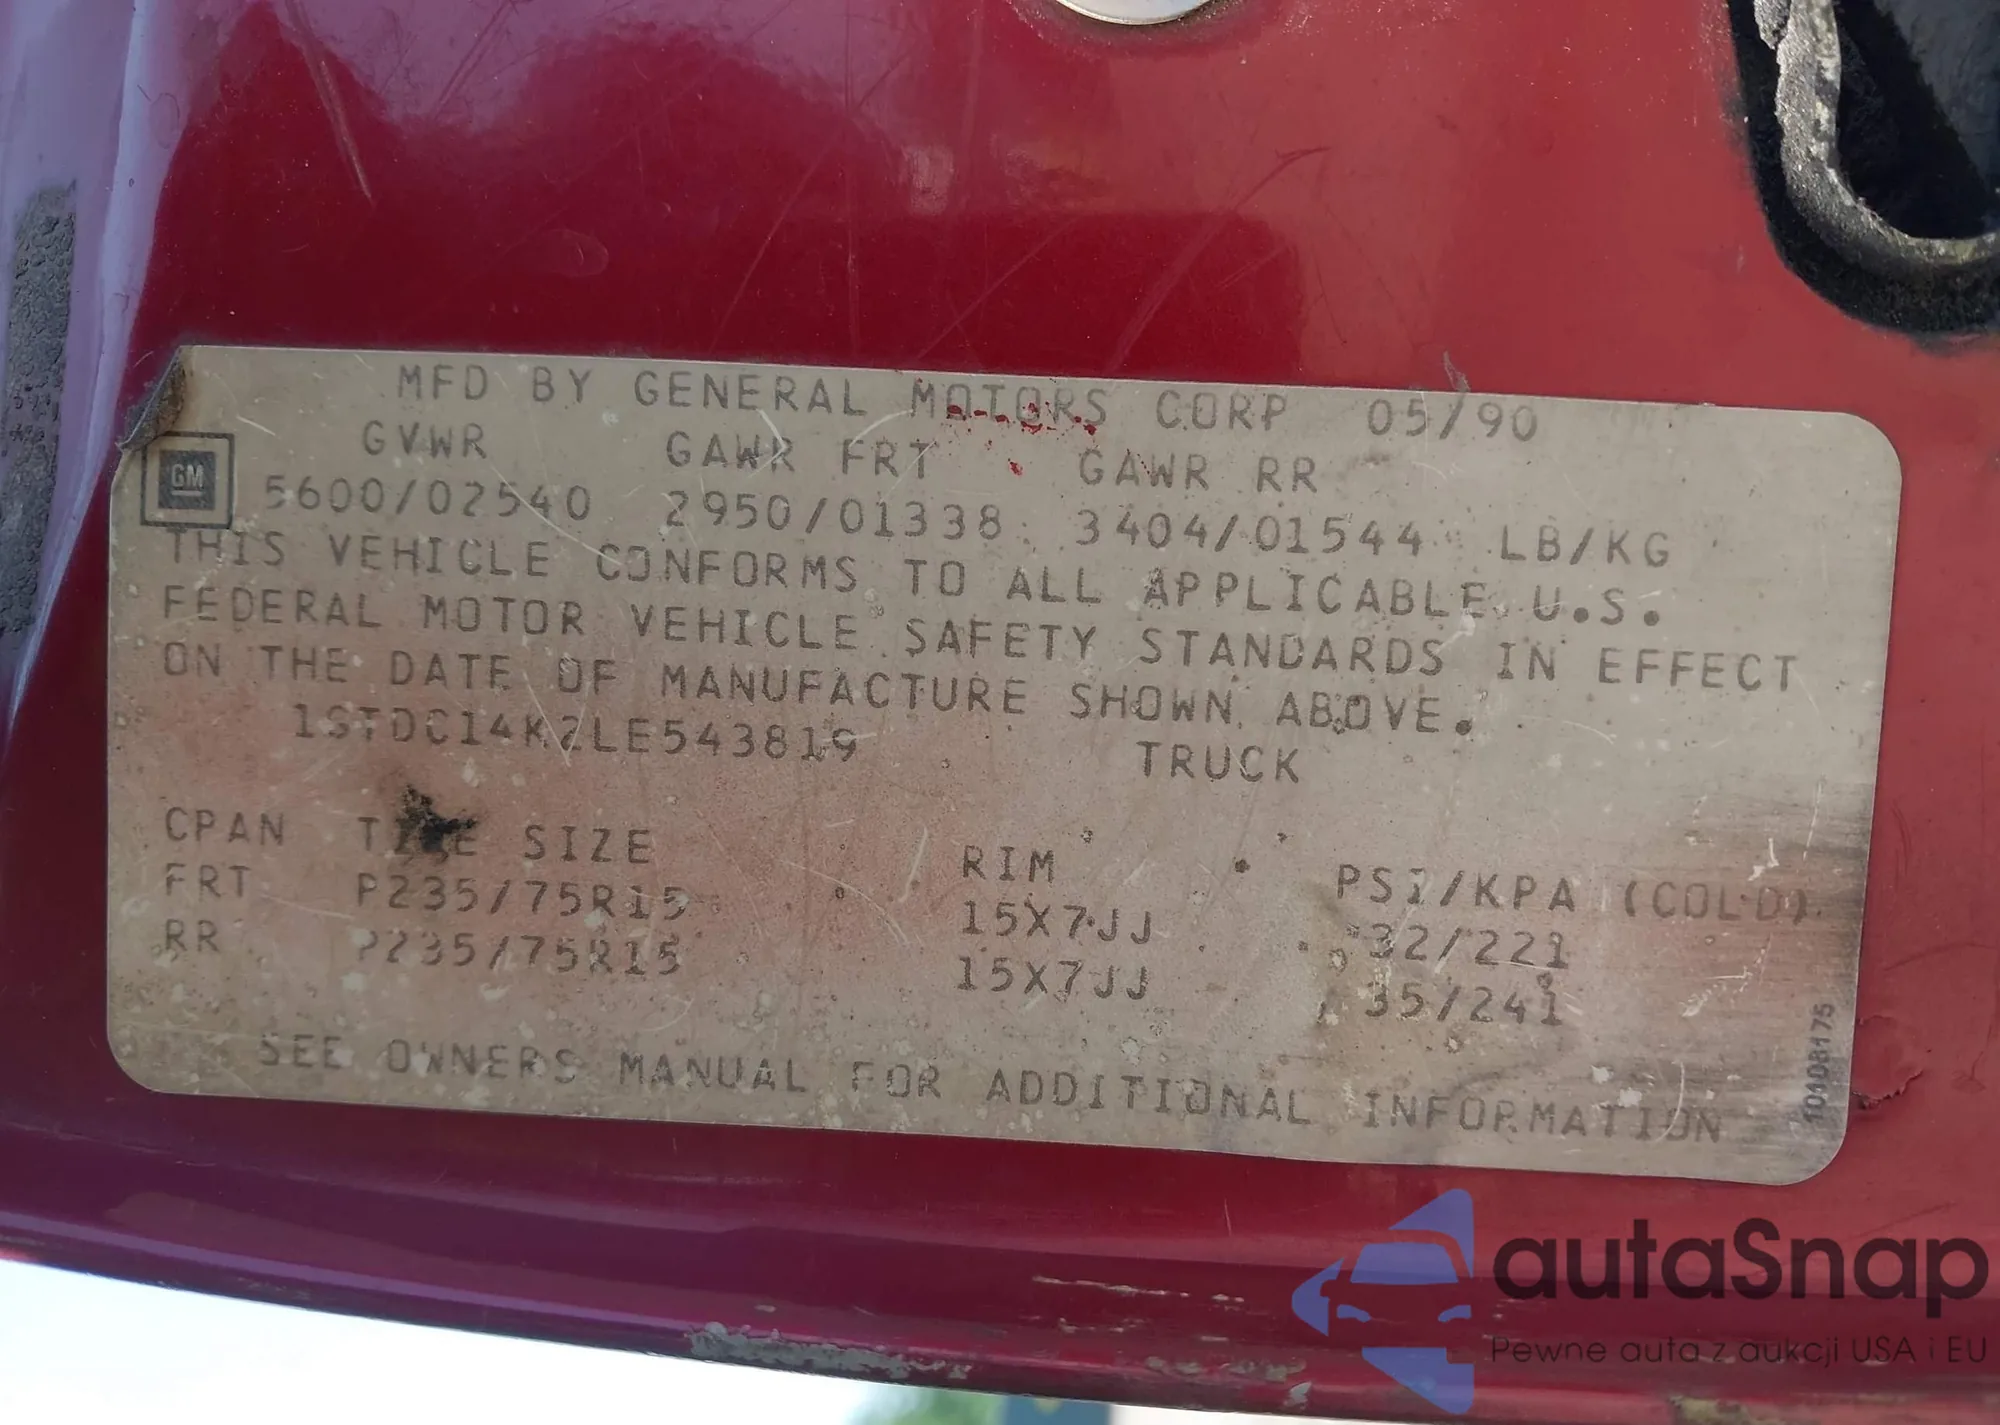 MFD BY GENERAL MOTORS CORP 05/90
GVWR GAWR FRT GAWR RR
GM
5600/02540 2950/01338 3404/01544 LB/KG
THIS VEHICLE CONFORMS TO ALL APPLICABLE U.S.
FEDERAL MOTOR VEHICLE SAFETY STANDARDS IN EFFECT
ON THE DATE OF MANUFACTURE SHOWN ABOVE.
1GTDC14K2LE543819 TRUCK
CPAN TIRE SIZE RIM PSI/KPA (COLD)
FRT P235/75R15 15X7JJ 32/221
RR P235/75R15 15X7JJ 35/241
SEE OWNERS MANUAL FOR ADDITIONAL INFORMATION
10108175
autaSnap
Pewne auta z aukcji USA i EU